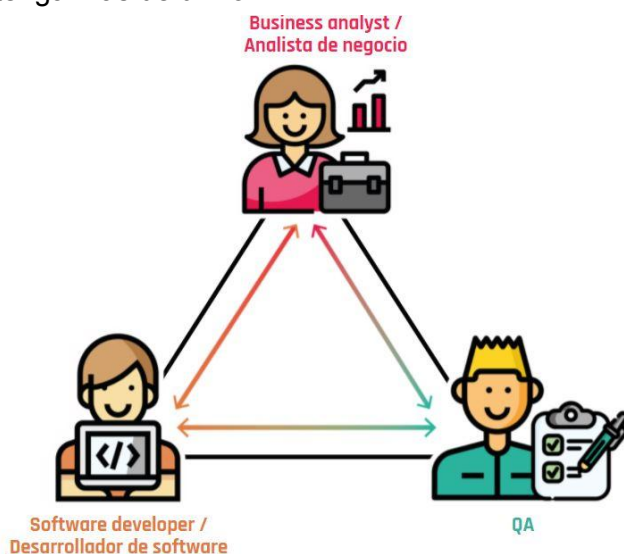 Business analyst /
Analista de negocio
</>
Software developer /
Desarrollador de software
QA